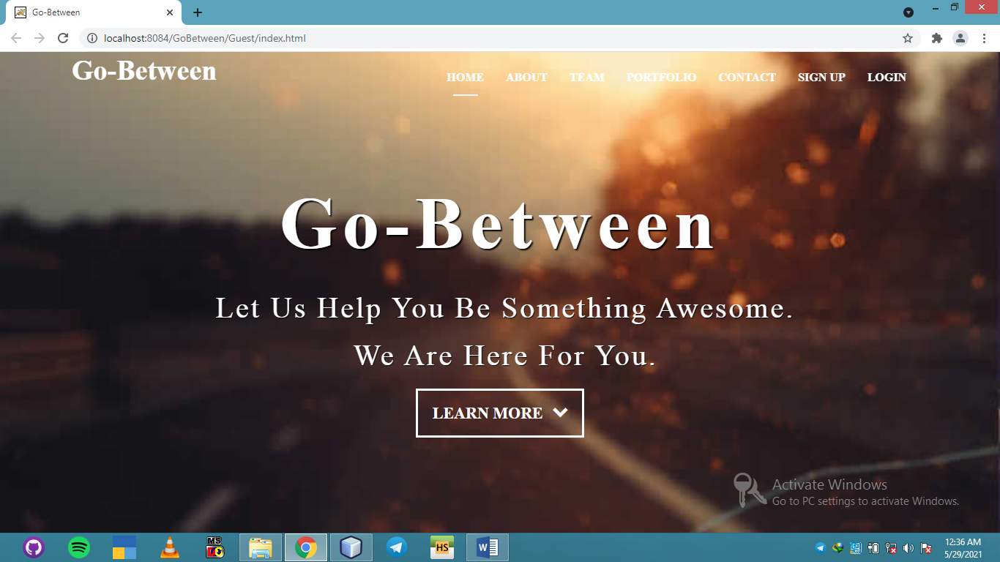 Go-Between
localhost:8084/GoBetween/Guest/index.html
Go-Between
HOME ABOUT TEAM PORTFOLIO CONTACT SIGN UP LOGIN
Go-Between
Let Us Help You Be Something Awesome.
We Are Here For You.
LEARN MORE
Activate Windows
Go to PC settings to activate Windows.
MS
HS
W
12:36 AM
5/29/2021